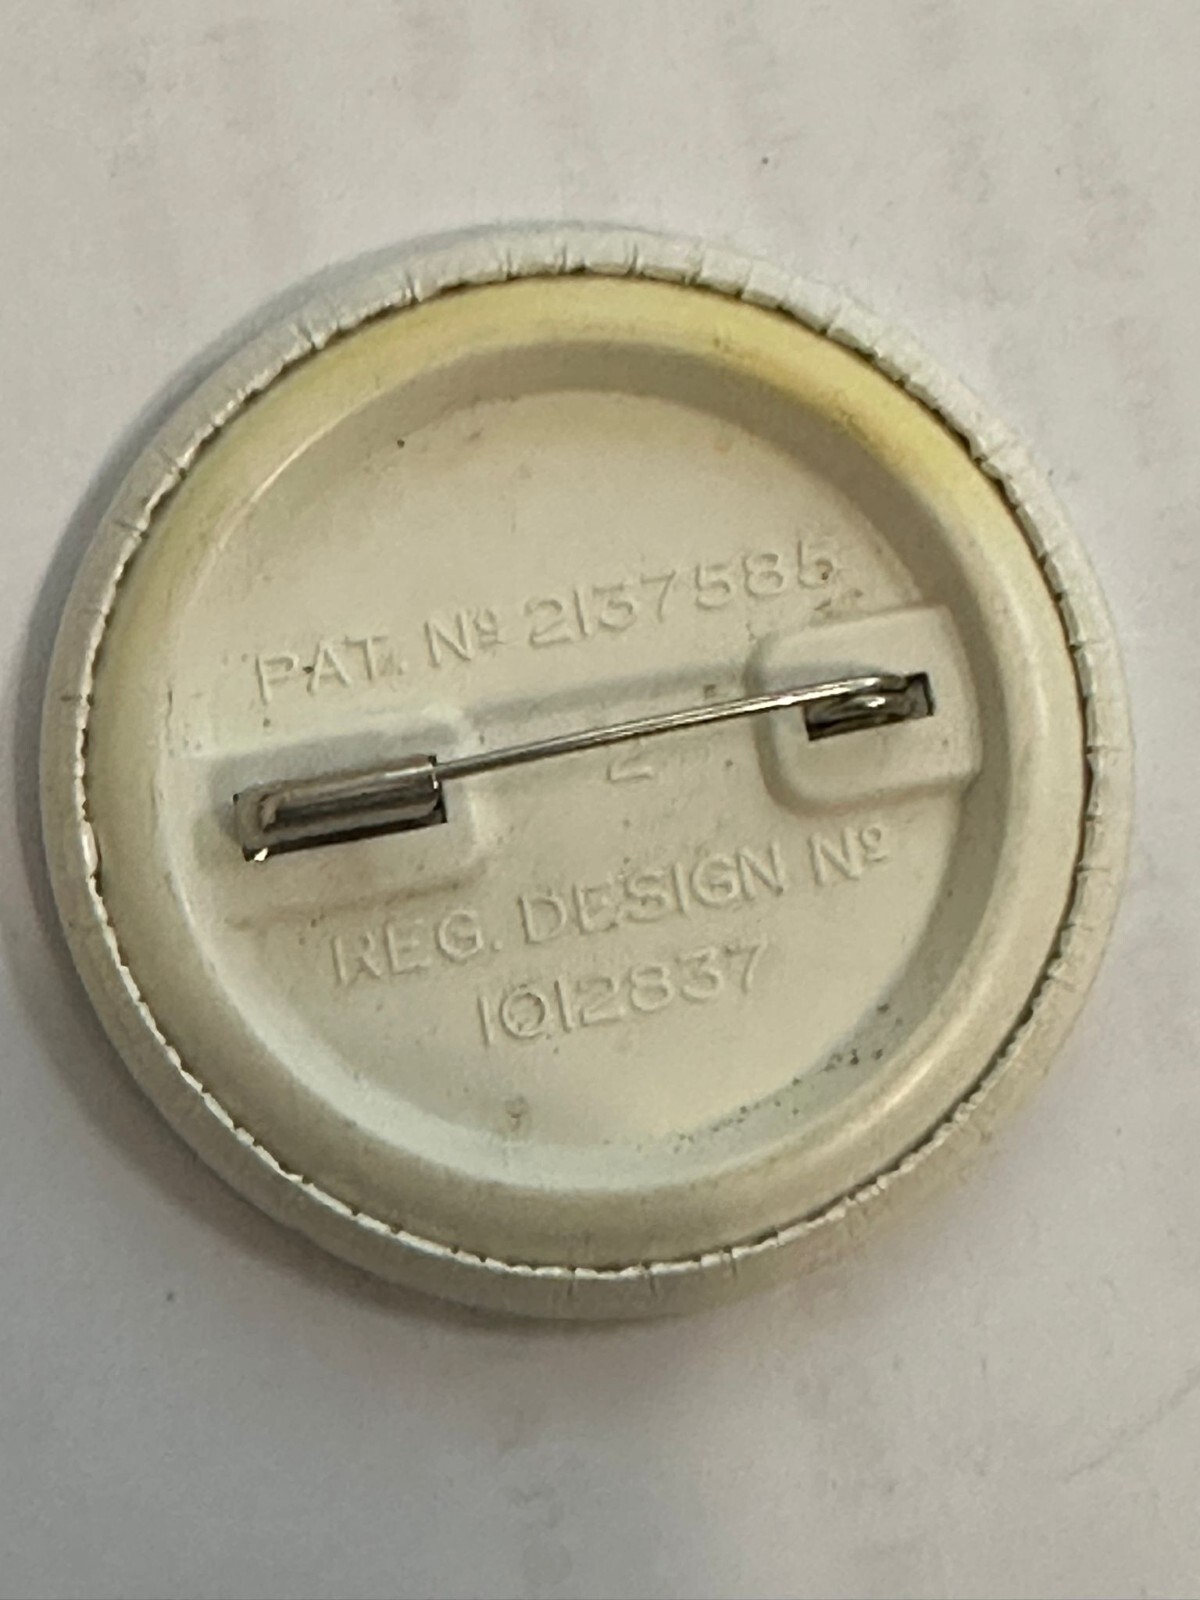 PAT. Nº 2137585
2
REG. DESIGN Nº
1012837